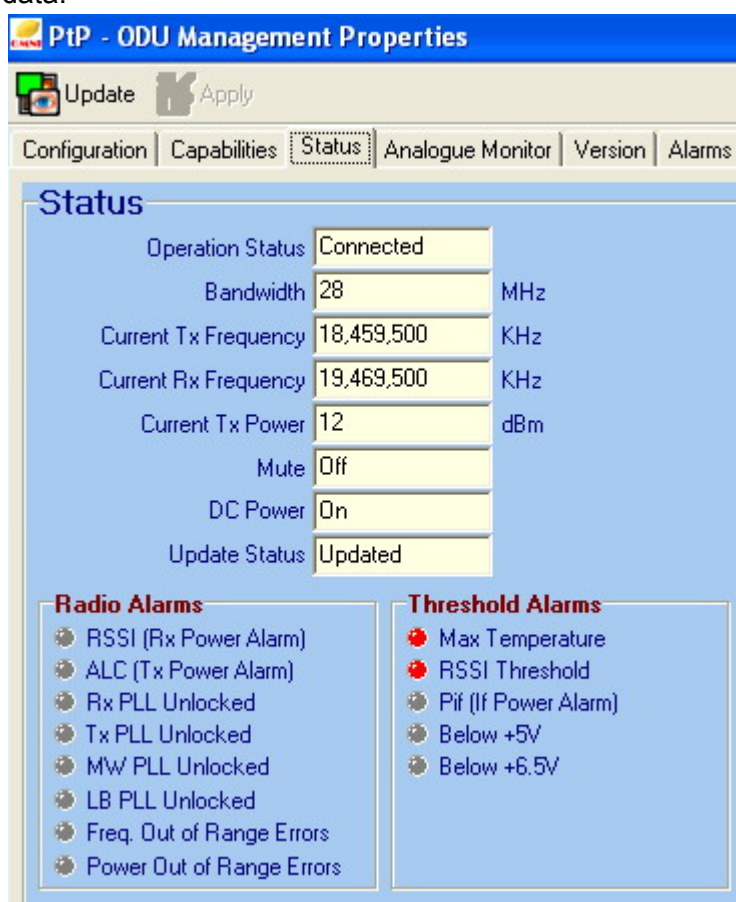 data.
PtP - ODU Management Properties
Update Apply
Configuration Capabilities Status Analogue Monitor Version Alarms
Status
Operation Status Connected
Bandwidth 28 MHz
Current Tx Frequency 18,459,500 KHz
Current Rx Frequency 19,469,500 KHz
Current Tx Power 12 dBm
Mute Off
DC Power On
Update Status Updated
Radio Alarms
RSSI (Rx Power Alarm)
ALC (Tx Power Alarm)
Rx PLL Unlocked
Tx PLL Unlocked
MW PLL Unlocked
LB PLL Unlocked
Freq. Out of Range Errors
Power Out of Range Errors
Threshold Alarms
Max Temperature
RSSI Threshold
Pif (If Power Alarm)
Below +5V
Below +6.5V